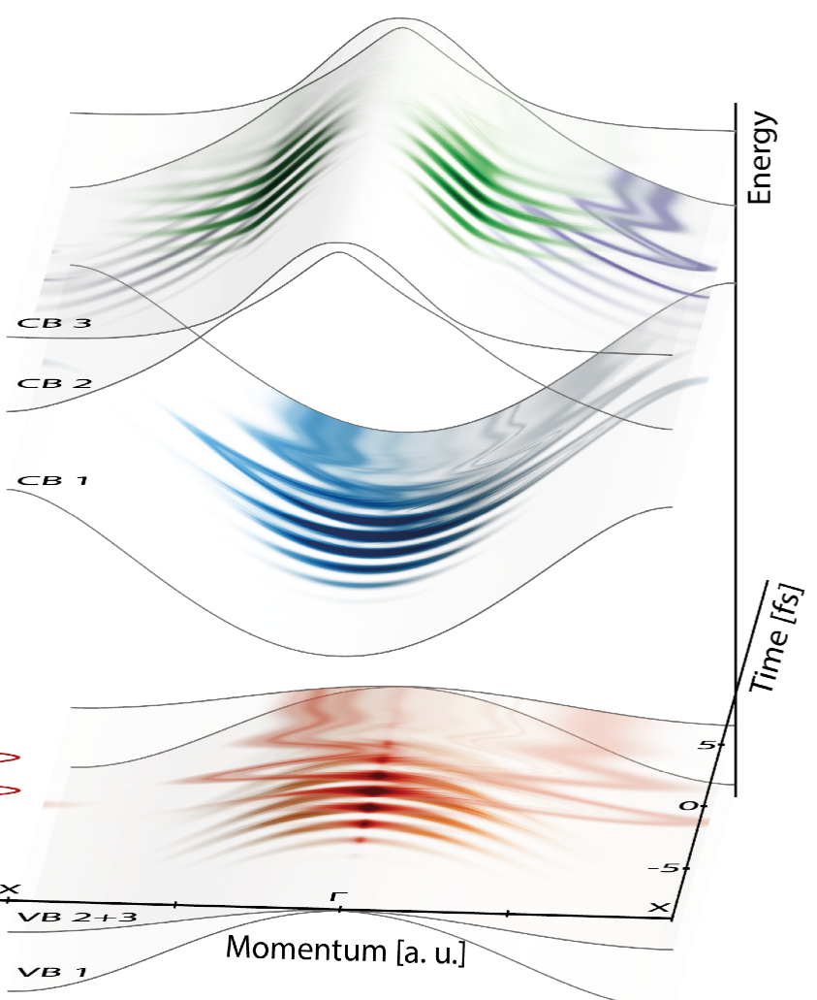 Energy
CB 3
CB 2
CB 1
Time [fs]
5
0
-5
X
Γ
X
VB 2+3
Momentum [a. u.]
VB 1